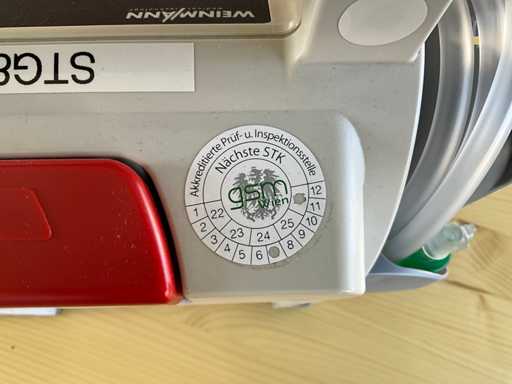 WEINMANN
STG8
Akkreditierte Prüf- u. Inspektionsstelle
Nächste STK
gsm
Wien
22 23 24 25
1 2 3 4 5 6 8 9 10 11 12